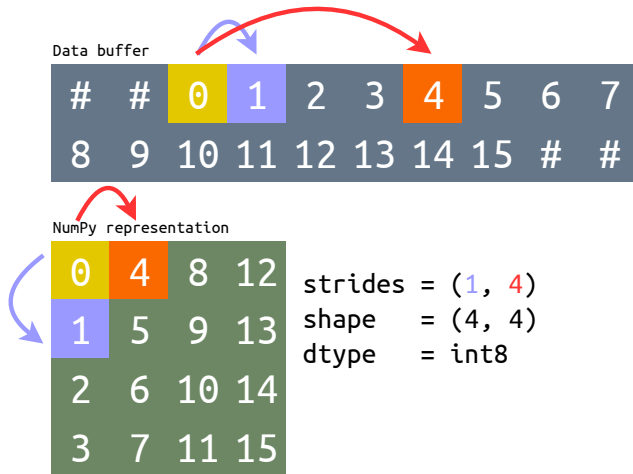 Data buffer
# # 0 1 2 3 4 5 6 7
8 9 10 11 12 13 14 15 # #
NumPy representation
0 4 8 12
1 5 9 13
2 6 10 14
3 7 11 15
strides = (1, 4)
shape   = (4, 4)
dtype   = int8